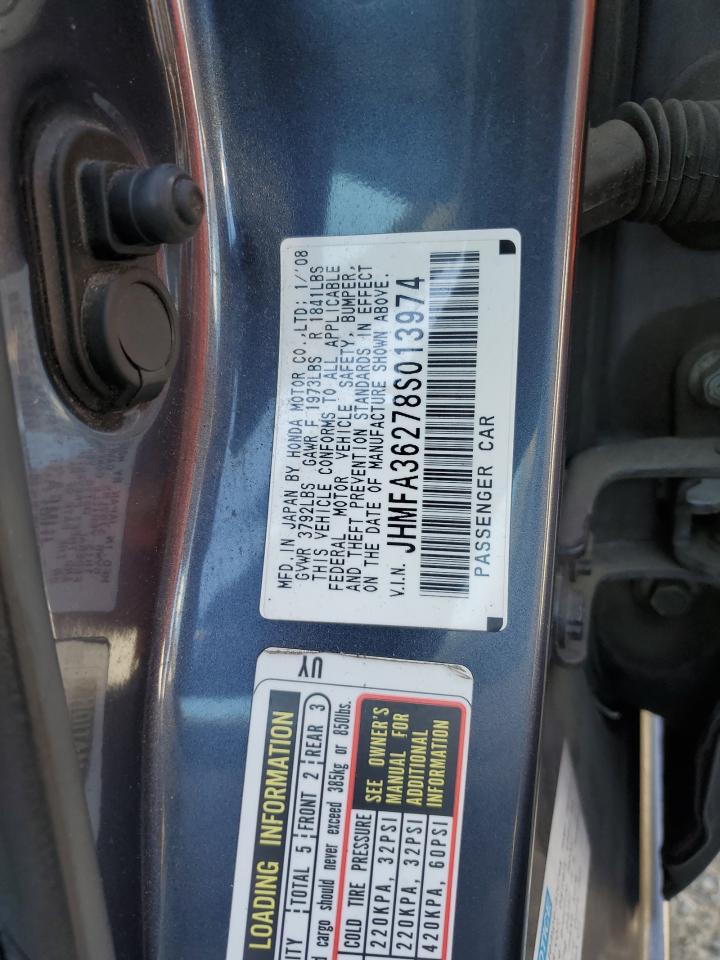 MFD. IN JAPAN BY HONDA MOTOR CO.,LTD; 1/'08
GVWR 3792LBS GAWR F 1973LBS R 1841LBS
THIS VEHICLE CONFORMS TO ALL APPLICABLE
FEDERAL MOTOR VEHICLE SAFETY, BUMPER,
AND THEFT PREVENTION STANDARDS IN EFFECT
ON THE DATE OF MANUFACTURE SHOWN ABOVE.
V.I.N. JHMFA36278S013974
PASSENGER CAR
UY
LOADING INFORMATION
TOTAL 5 FRONT 2 REAR 3
cargo should never exceed 385kg or 850lbs.
COLD TIRE PRESSURE
220KPA, 32PSI
220KPA, 32PSI
420KPA, 60PSI
SEE OWNER'S
MANUAL FOR
ADDITIONAL
INFORMATION